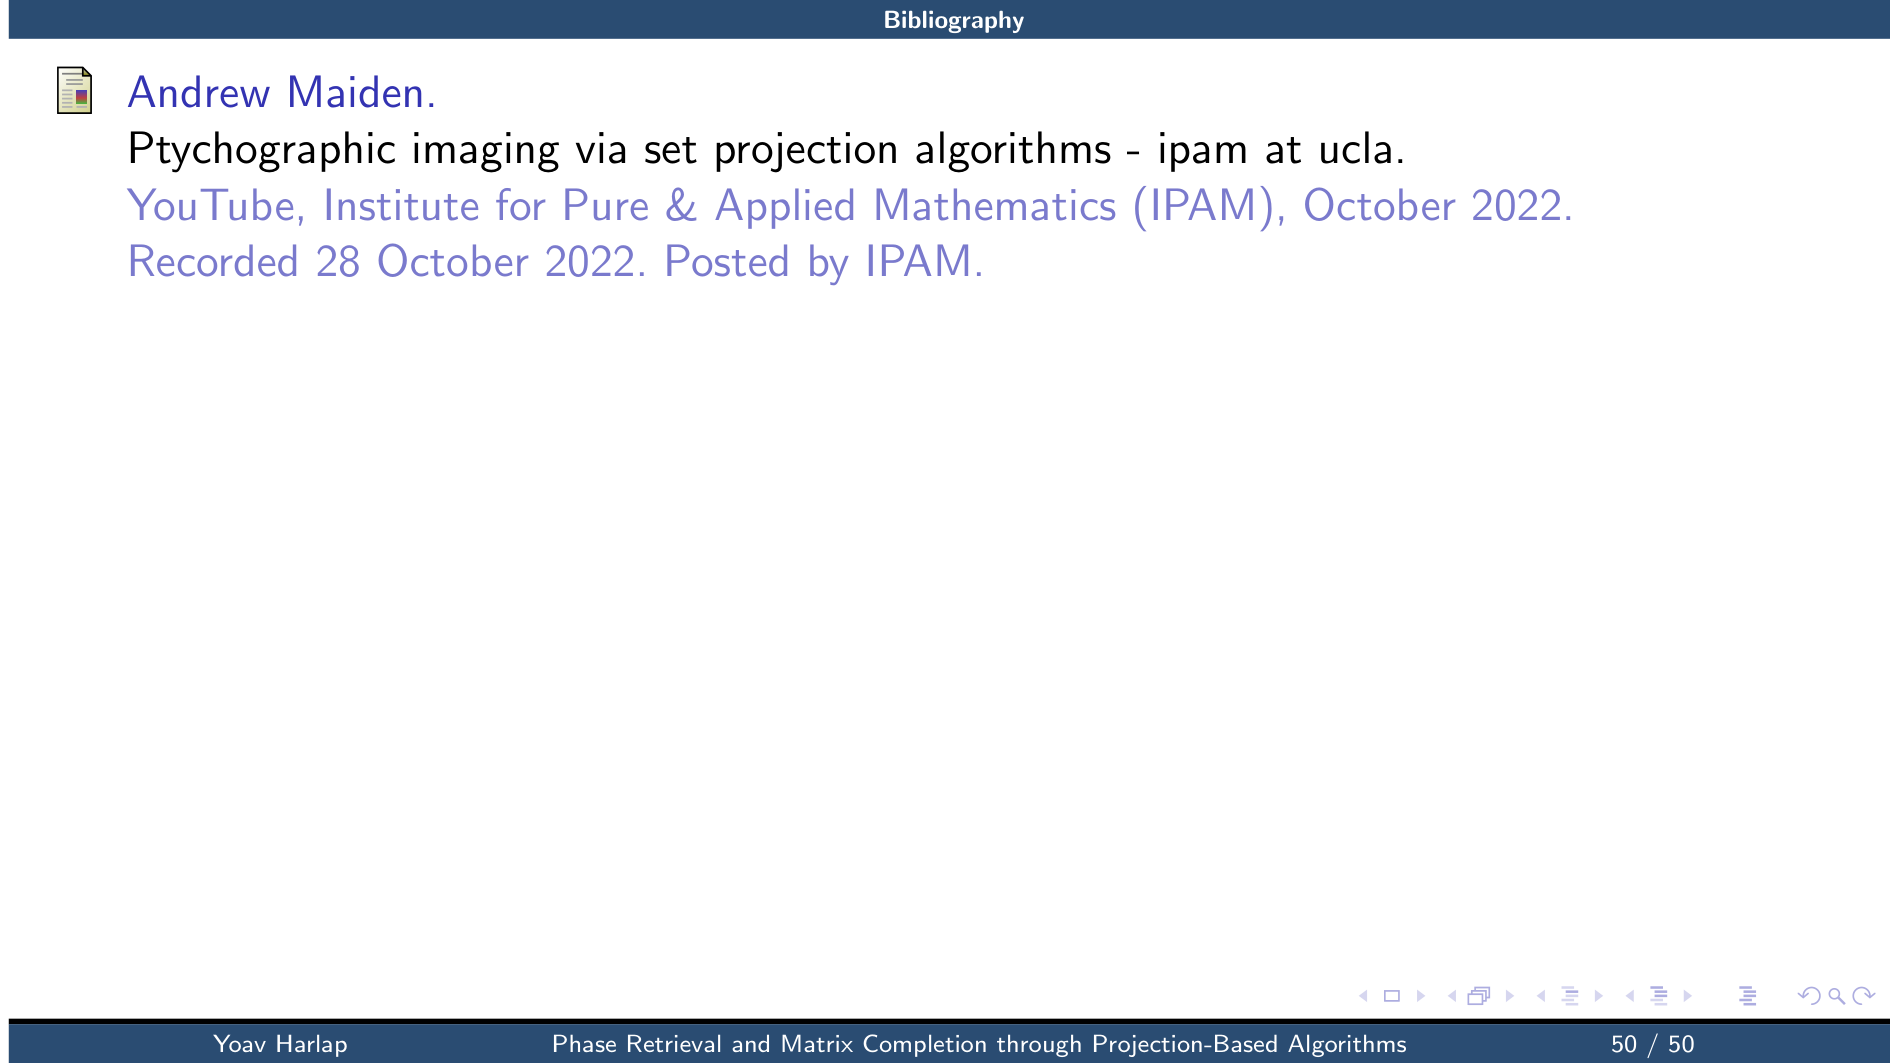 Bibliography
Andrew Maiden.
Ptychographic imaging via set projection algorithms - ipam at ucla.
YouTube, Institute for Pure & Applied Mathematics (IPAM), October 2022.
Recorded 28 October 2022. Posted by IPAM.
Yoav Harlap Phase Retrieval and Matrix Completion through Projection-Based Algorithms 50 / 50